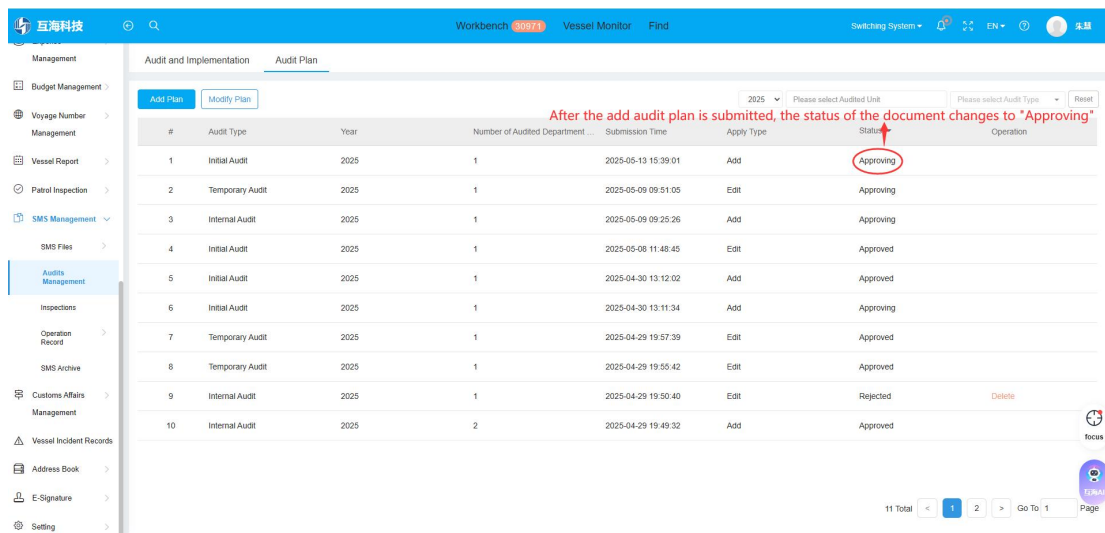 互海科技
Workbench 30971 Vessel Monitor Find
Switching System EN 朱慧
Management
Budget Management
Voyage Number
Management
Vessel Report
Patrol Inspection
SMS Management
SMS Files
Audits
Management
Inspections
Operation
Record
SMS Archive
Customs Affairs
Management
Vessel Incident Records
Address Book
E-Signature
Setting
Audit and Implementation Audit Plan
Add Plan Modify Plan 2025 Please select Audited Unit Please select Audit Type Reset
After the add audit plan is submitted, the status of the document changes to "Approving"
# Audit Type Year Number of Audited Department ... Submission Time Apply Type Status Operation
1 Initial Audit 2025 1 2025-05-13 15:39:01 Add Approving
2 Temporary Audit 2025 1 2025-05-09 09:51:05 Edit Approving
3 Internal Audit 2025 1 2025-05-09 09:25:26 Add Approving
4 Initial Audit 2025 1 2025-05-08 11:48:45 Edit Approved
5 Initial Audit 2025 1 2025-04-30 13:12:02 Add Approved
6 Initial Audit 2025 1 2025-04-30 13:11:34 Add Approving
7 Temporary Audit 2025 1 2025-04-29 19:57:39 Edit Approved
8 Temporary Audit 2025 1 2025-04-29 19:55:42 Edit Approved
9 Internal Audit 2025 1 2025-04-29 19:50:40 Edit Rejected Delete
10 Internal Audit 2025 2 2025-04-29 19:49:32 Add Approved
focus
互海AI
11 Total < 1 2 > Go To 1 Page